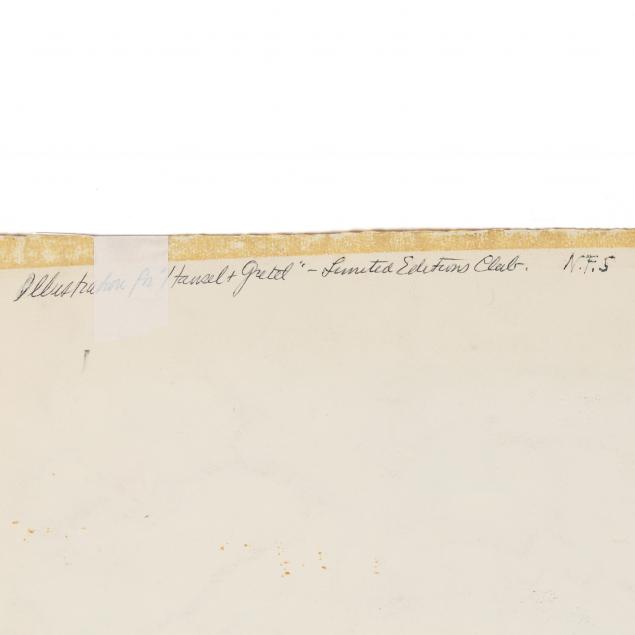 Illustration for "Hansel + Gretel" - Limited Editions Club. N.F.S